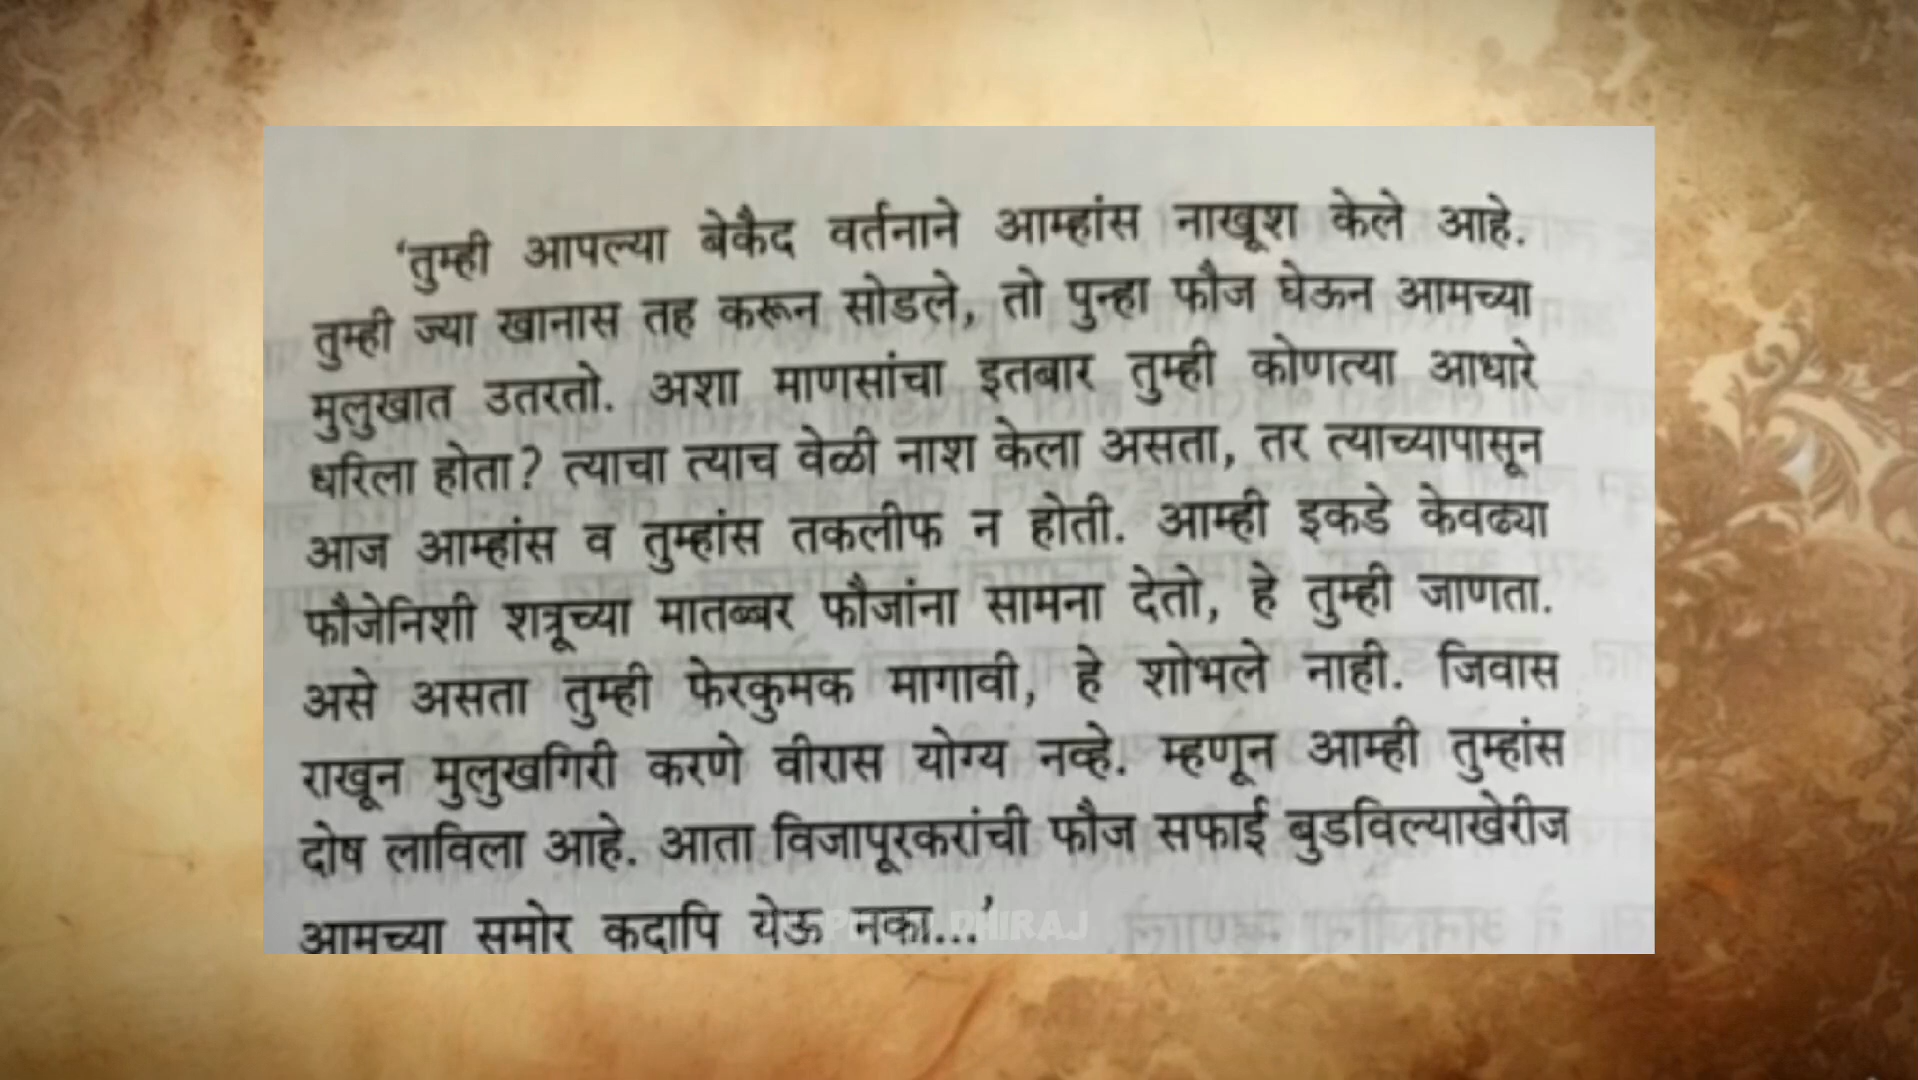 ‘तुम्ही आपल्या बेकैद वर्तनाने आम्हांस नाखूश केले आहे.
तुम्ही ज्या खानास तह करून सोडले, तो पुन्हा फौज घेऊन आमच्या
मुलुखात उतरतो. अशा माणसांचा इतबार तुम्ही कोणत्या आधारे
धरिला होता? त्याचा त्याच वेळी नाश केला असता, तर त्याच्यापासून
आज आम्हांस व तुम्हांस तकलीफ न होती. आम्ही इकडे केवढ्या
फौजेनिशी शत्रूच्या मातब्बर फौजांना सामना देतो, हे तुम्ही जाणता.
असे असता तुम्ही फेरकुमक मागावी, हे शोभले नाही. जिवास
राखून मुलुखगिरी करणे वीरास योग्य नव्हे. म्हणून आम्ही तुम्हांस
दोष लाविला आहे. आता विजापूरकरांची फौज सफाई बुडविल्याखेरीज
आमच्या समोर कदापि येऊ नका...’
DHIRAJ